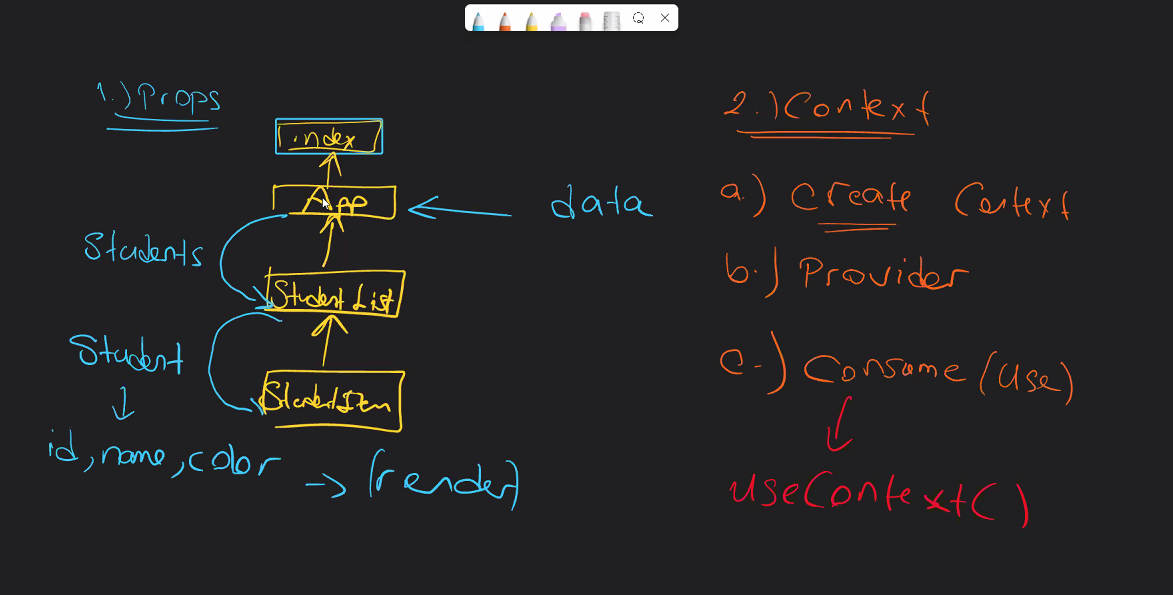 1.) Props
index
App
data
Students
Student List
Student
StudentItem
id, name, color
-> (render)
2.) Context
a.) Create Context
b.) Provider
c.) Consume (use)
useContext( )